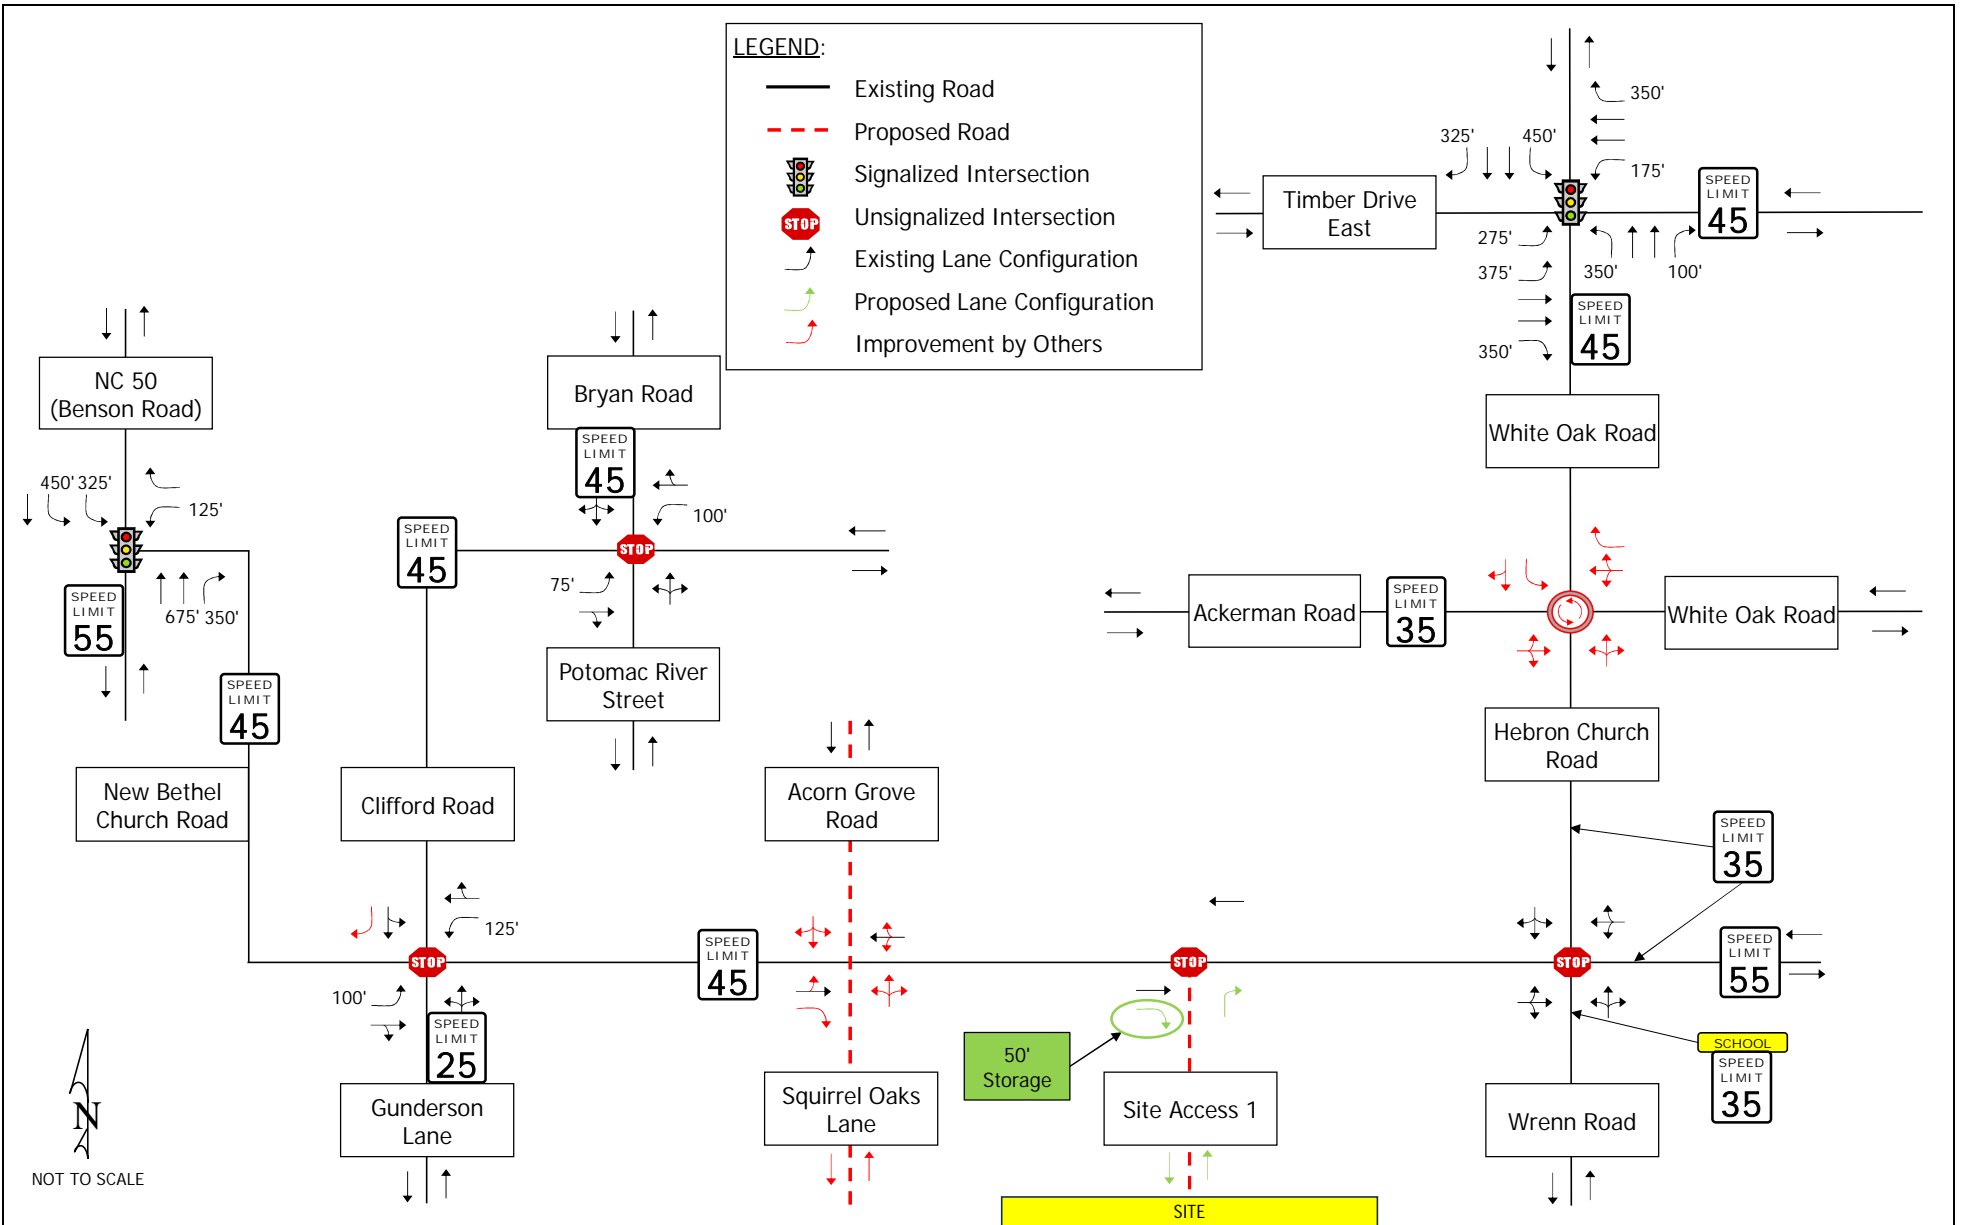 LEGEND:
Existing Road
Proposed Road
Signalized Intersection
STOP
Unsignalized Intersection
Existing Lane Configuration
Proposed Lane Configuration
Improvement by Others
350'
325'
450'
175'
SPEED
LIMIT
45
Timber Drive
East
275'
375'
350'
100'
350'
SPEED
LIMIT
45
White Oak Road
NC 50
(Benson Road)
450' 325'
125'
675' 350'
SPEED
LIMIT
55
SPEED
LIMIT
45
New Bethel
Church Road
Bryan Road
SPEED
LIMIT
45
100'
STOP
75'
SPEED
LIMIT
45
Potomac River
Street
Clifford Road
Ackerman Road
SPEED
LIMIT
35
White Oak Road
Hebron Church
Road
SPEED
LIMIT
35
Acorn Grove
Road
125'
STOP
100'
SPEED
LIMIT
25
Gunderson
Lane
SPEED
LIMIT
45
Squirrel Oaks
Lane
STOP
50'
Storage
Site Access 1
SITE
STOP
SPEED
LIMIT
55
SCHOOL
SPEED
LIMIT
35
Wrenn Road
N
NOT TO SCALE